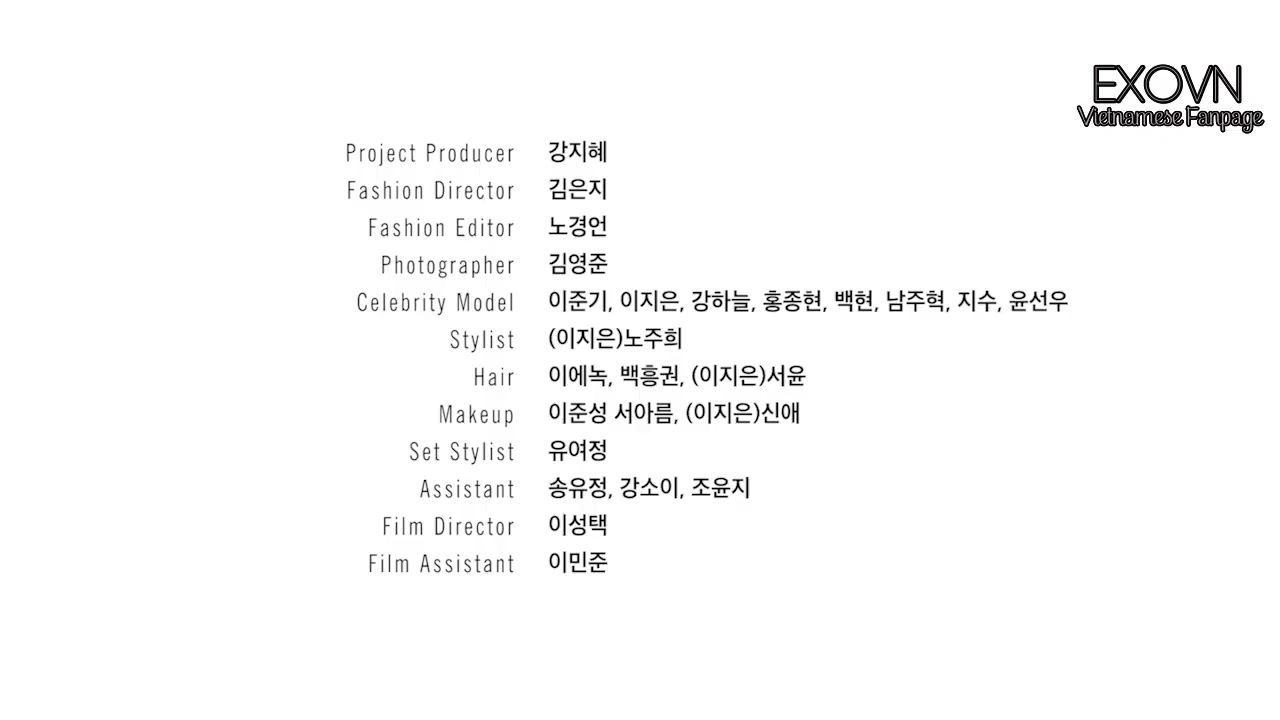 EXOVN
Vietnamese Fanpage
Project Producer 강지혜
Fashion Director 김은지
Fashion Editor 노경언
Photographer 김영준
Celebrity Model 이준기, 이지은, 강하늘, 홍종현, 백현, 남주혁, 지수, 윤선우
Stylist (이지은)노주희
Hair 이에녹, 백흥권, (이지은)서윤
Makeup 이준성 서아름, (이지은)신애
Set Stylist 유여정
Assistant 송유정, 강소이, 조윤지
Film Director 이성택
Film Assistant 이민준